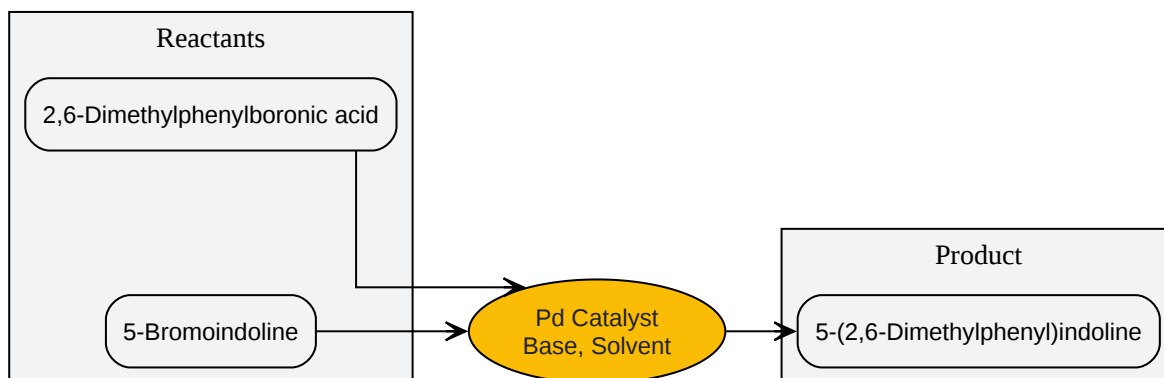 Reactants
2,6-Dimethylphenylboronic acid
5-Bromoindoline
Pd Catalyst
Base, Solvent
Product
5-(2,6-Dimethylphenyl)indoline